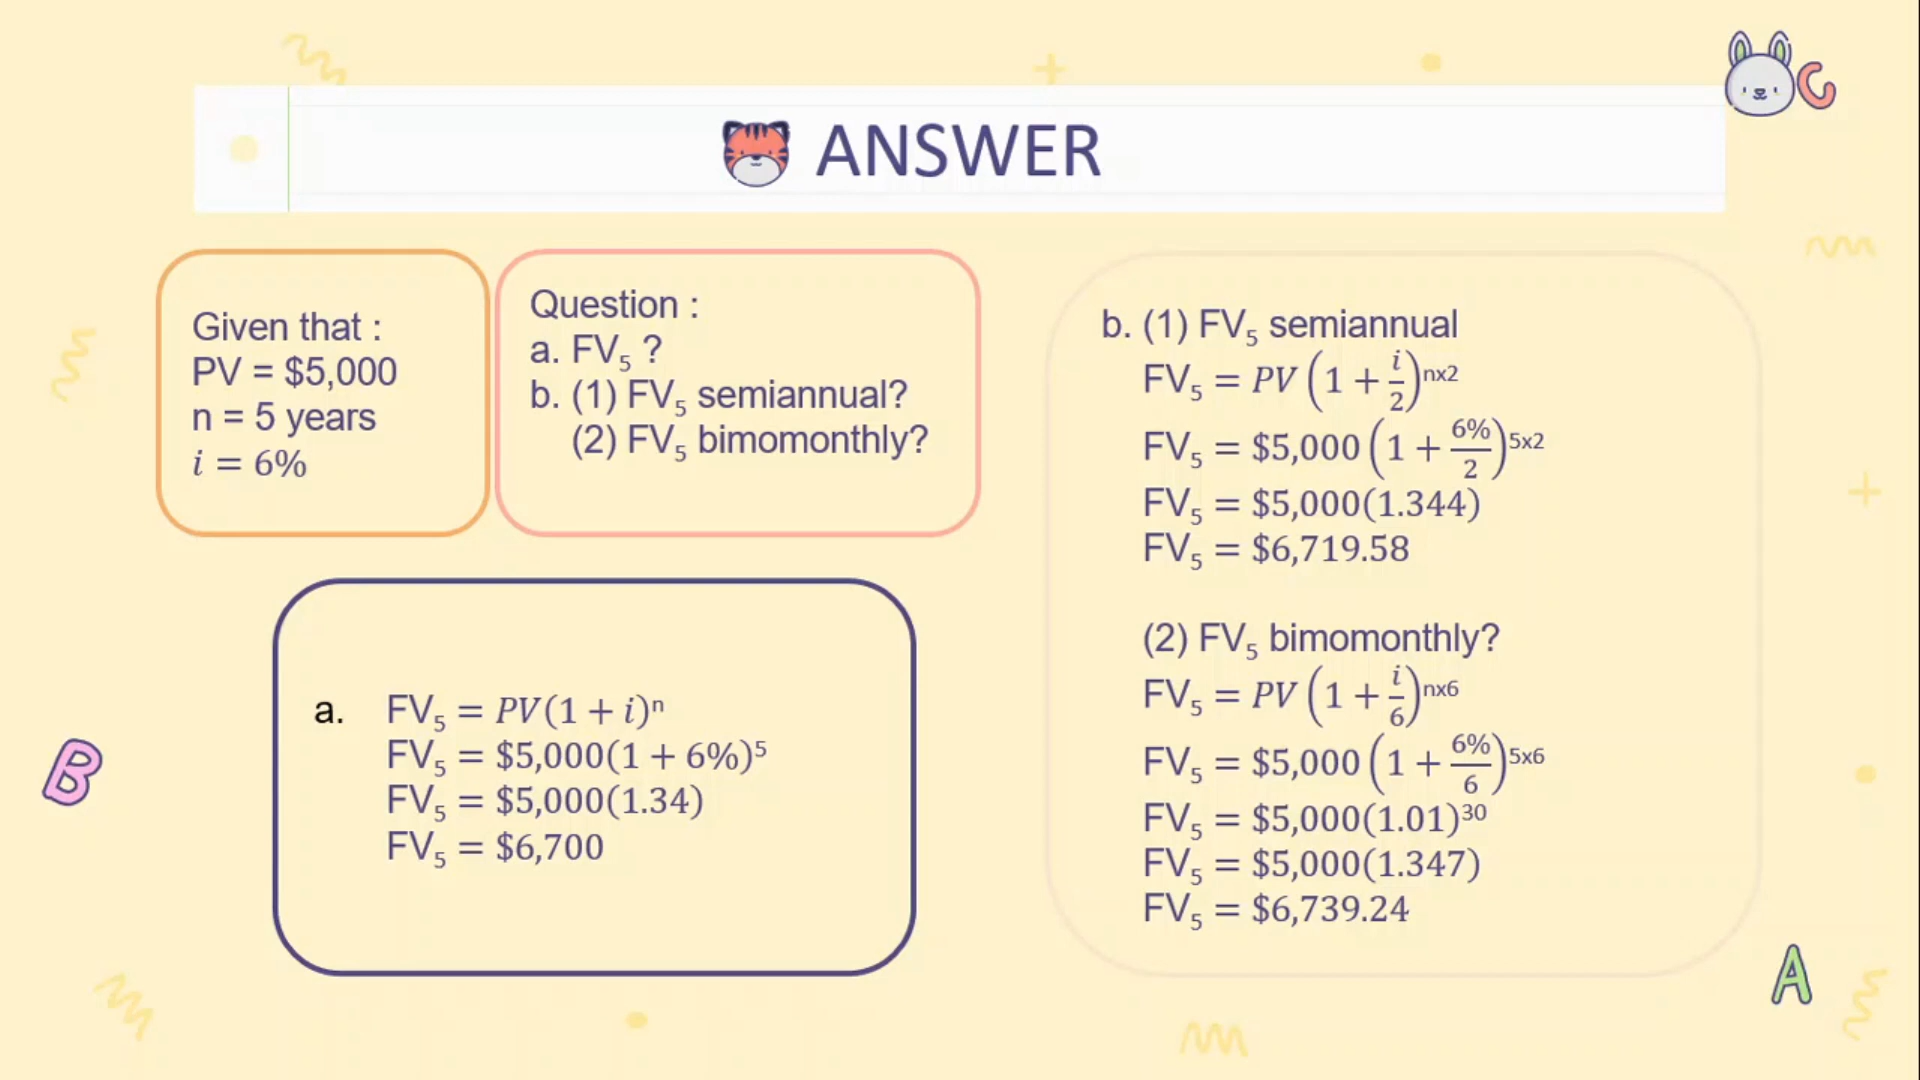 ANSWER
Given that :
PV = $5,000
n = 5 years
i = 6%
Question :
a. FV₅ ?
b. (1) FV₅ semiannual?
(2) FV₅ bimomonthly?
a. FV₅ = PV(1 + i)ⁿ
FV₅ = $5,000(1 + 6%)⁵
FV₅ = $5,000(1.34)
FV₅ = $6,700
b. (1) FV₅ semiannual
FV₅ = PV (1 + i/2)ⁿˣ²
FV₅ = $5,000 (1 + 6%/2)⁵ˣ²
FV₅ = $5,000(1.344)
FV₅ = $6,719.58
(2) FV₅ bimomonthly?
FV₅ = PV (1 + i/6)ⁿˣ⁶
FV₅ = $5,000 (1 + 6%/6)⁵ˣ⁶
FV₅ = $5,000(1.01)³⁰
FV₅ = $5,000(1.347)
FV₅ = $6,739.24
C
B
A